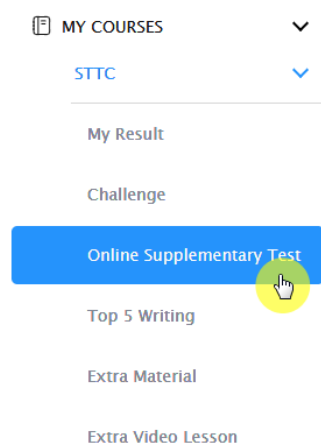 MY COURSES
STTC
My Result
Challenge
Online Supplementary Test
Top 5 Writing
Extra Material
Extra Video Lesson